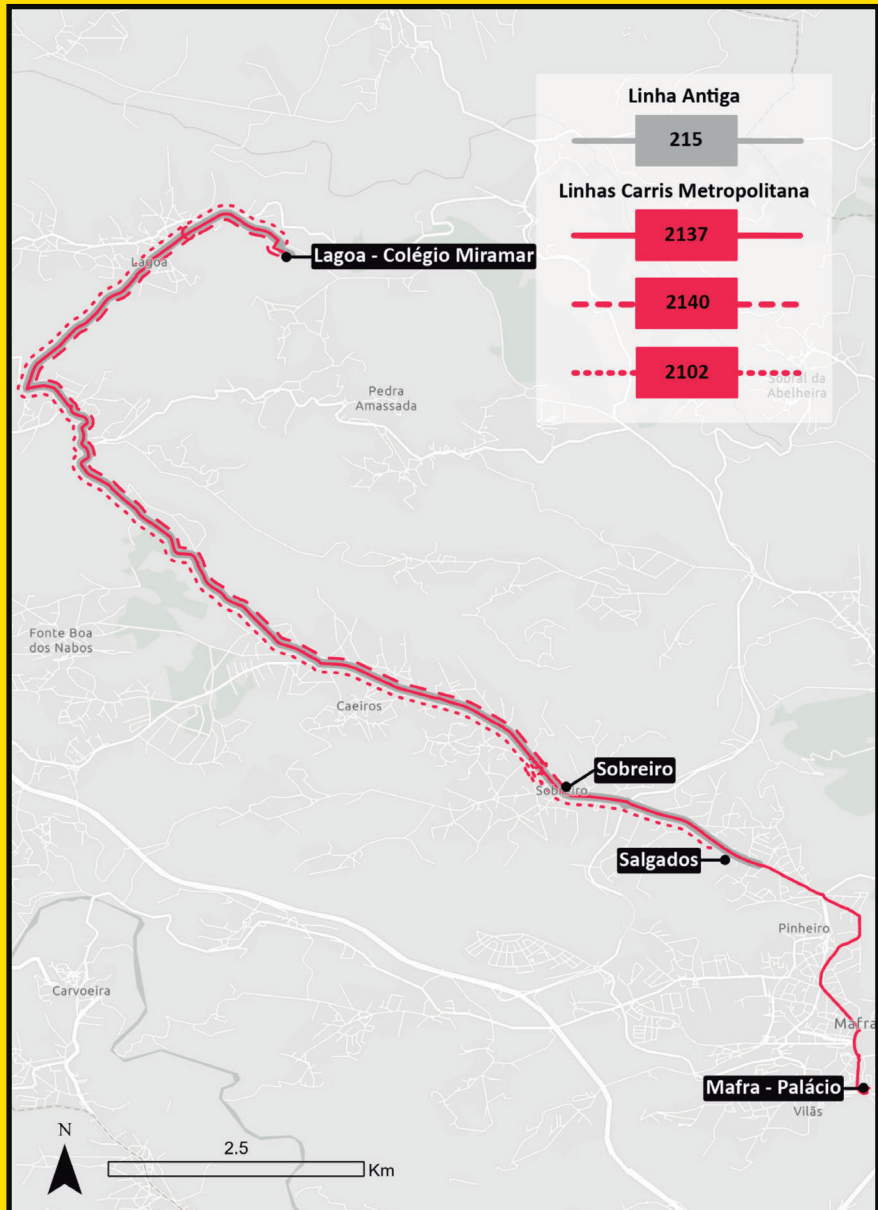 Linha Antiga
215
Linhas Carris Metropolitana
2137
2140
2102
Lagoa - Colégio Miramar
Lagoa
Sobral da
Abelheira
Pedra
Amassada
Fonte Boa
dos Nabos
Caeiros
Sobreiro
Sobreiro
Salgados
Pinheiro
Carvoeira
Mafra
Mafra - Palácio
Vilãs
N
2.5
Km